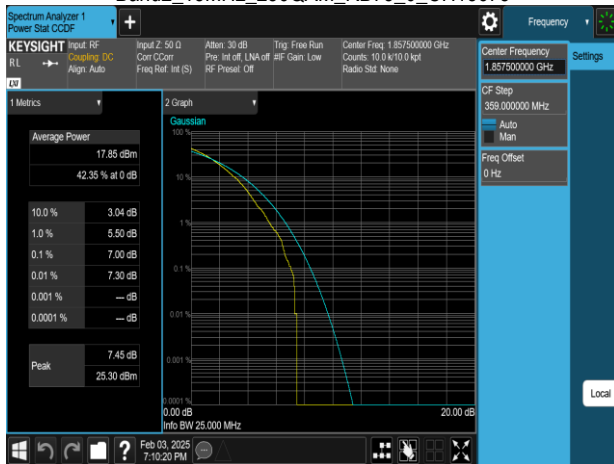 Spectrum Analyzer 1
Power Stat CCDF
Frequency
KEYSIGHT
RL
LXI
Input: RF
Coupling: DC
Align: Auto
Input Z: 50 Ω
Corr CCorr
Freq Ref: Int (S)
Atten: 30 dB
Pre: Int off, LNA off
RF Presel: Off
Trig: Free Run
#IF Gain: Low
Center Freq: 1.857500000 GHz
Counts: 10.0 k/10.0 kpt
Radio Std: None
Center Frequency
1.857500000 GHz
Settings
CF Step
359.000000 MHz
Auto
Man
Freq Offset
0 Hz
Local
1 Metrics
Average Power
17.85 dBm
42.35 % at 0 dB
10.0 % 3.04 dB
1.0 % 5.50 dB
0.1 % 7.00 dB
0.01 % 7.30 dB
0.001 % --- dB
0.0001 % --- dB
Peak 7.45 dB
25.30 dBm
2 Graph
Gaussian
100 %
10 %
1 %
0.1 %
0.01 %
0.001 %
0.0001 %
0.00 dB 20.00 dB
Info BW 25.000 MHz
Feb 03, 2025
7:10:20 PM